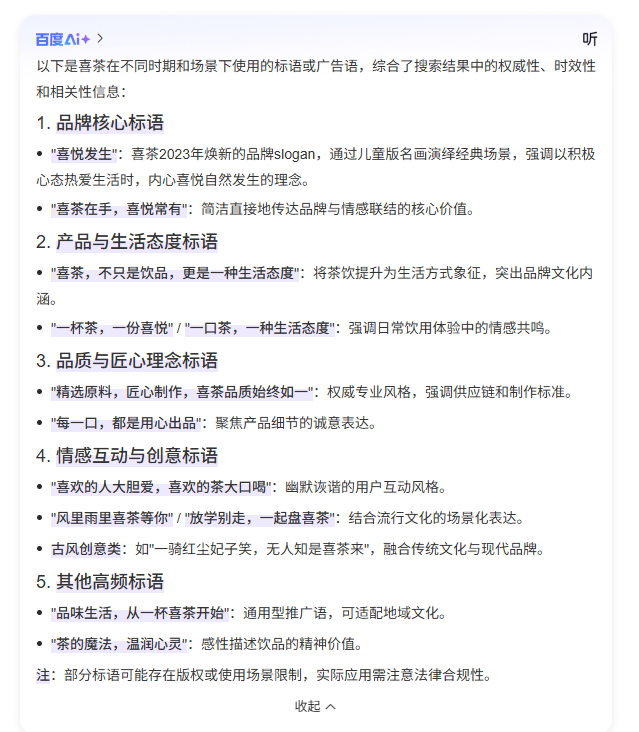 百度Ai+ > 听
以下是喜茶在不同时期和场景下使用的标语或广告语，综合了搜索结果中的权威性、时效性
和相关性信息：
1. 品牌核心标语
• "喜悦发生"：喜茶2023年焕新的品牌slogan，通过儿童版名画演绎经典场景，强调以积极
心态热爱生活时，内心喜悦自然发生的理念。
• "喜茶在手，喜悦常有"：简洁直接地传达品牌与情感联结的核心价值。
2. 产品与生活态度标语
• "喜茶，不只是饮品，更是一种生活态度"：将茶饮提升为生活方式象征，突出品牌文化内
涵。
• "一杯茶，一份喜悦" / "一口茶，一种生活态度"：强调日常饮用体验中的情感共鸣。
3. 品质与匠心理念标语
• "精选原料，匠心制作，喜茶品质始终如一"：权威专业风格，强调供应链和制作标准。
• "每一口，都是用心出品"：聚焦产品细节的诚意表达。
4. 情感互动与创意标语
• "喜欢的人大胆爱，喜欢的茶大口喝"：幽默诙谐的用户互动风格。
• "风里雨里喜茶等你" / "放学别走，一起盘喜茶"：结合流行文化的场景化表达。
• 古风创意类：如"一骑红尘妃子笑，无人知是喜茶来"，融合传统文化与现代品牌。
5. 其他高频标语
• "品味生活，从一杯喜茶开始"：通用型推广语，可适配地域文化。
• "茶的魔法，温润心灵"：感性描述饮品的精神价值。
注：部分标语可能存在版权或使用场景限制，实际应用需注意法律合规性。
收起